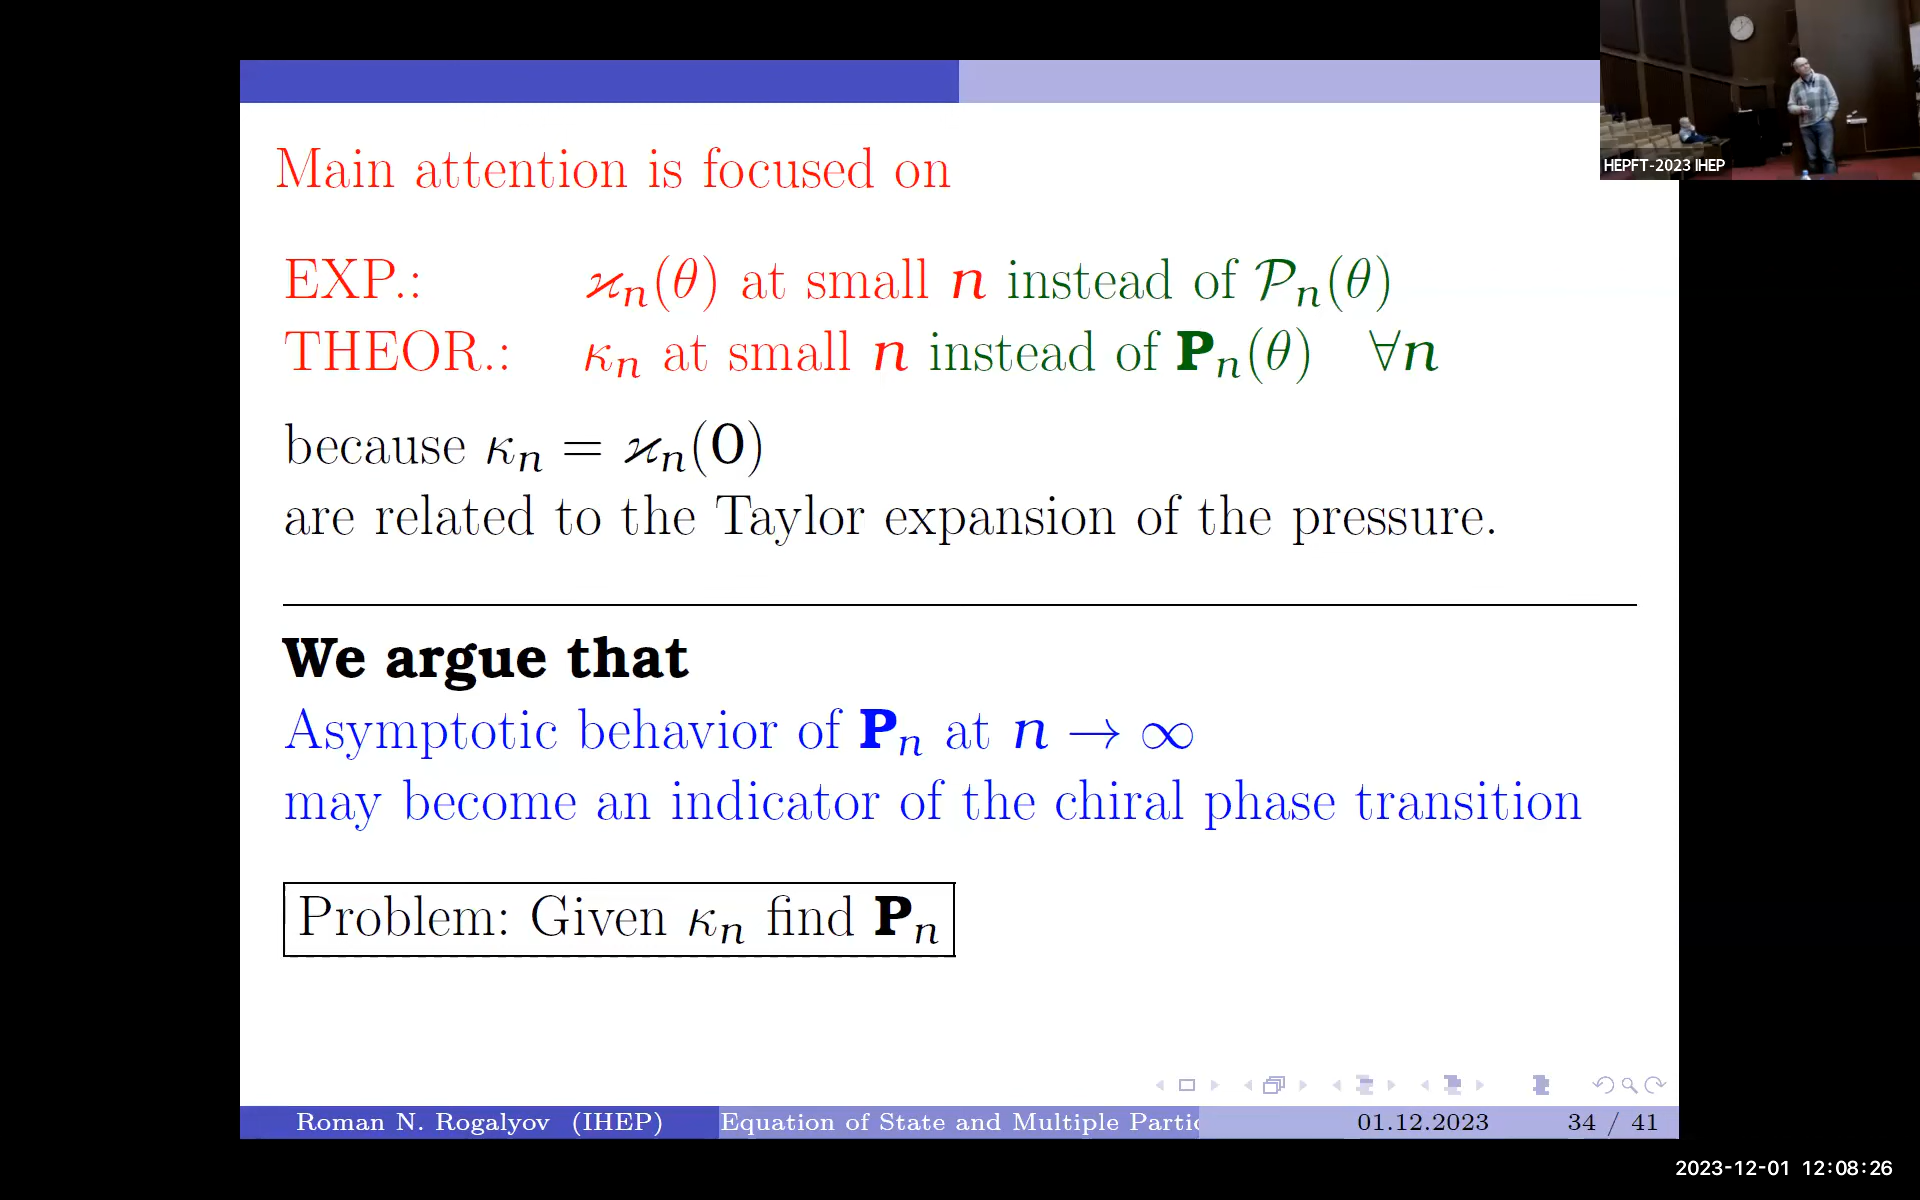 HEPFT-2023 IHEP
Main attention is focused on
EXP.: ϰₙ(θ) at small n instead of 𝒫ₙ(θ)
THEOR.: κₙ at small n instead of 𝐏ₙ(θ) ∀n
because κₙ = ϰₙ(0)
are related to the Taylor expansion of the pressure.
We argue that
Asymptotic behavior of 𝐏ₙ at n → ∞
may become an indicator of the chiral phase transition
Problem: Given κₙ find 𝐏ₙ
Roman N. Rogalyov (IHEP) Equation of State and Multiple Partic 01.12.2023 34 / 41
2023-12-01 12:08:26